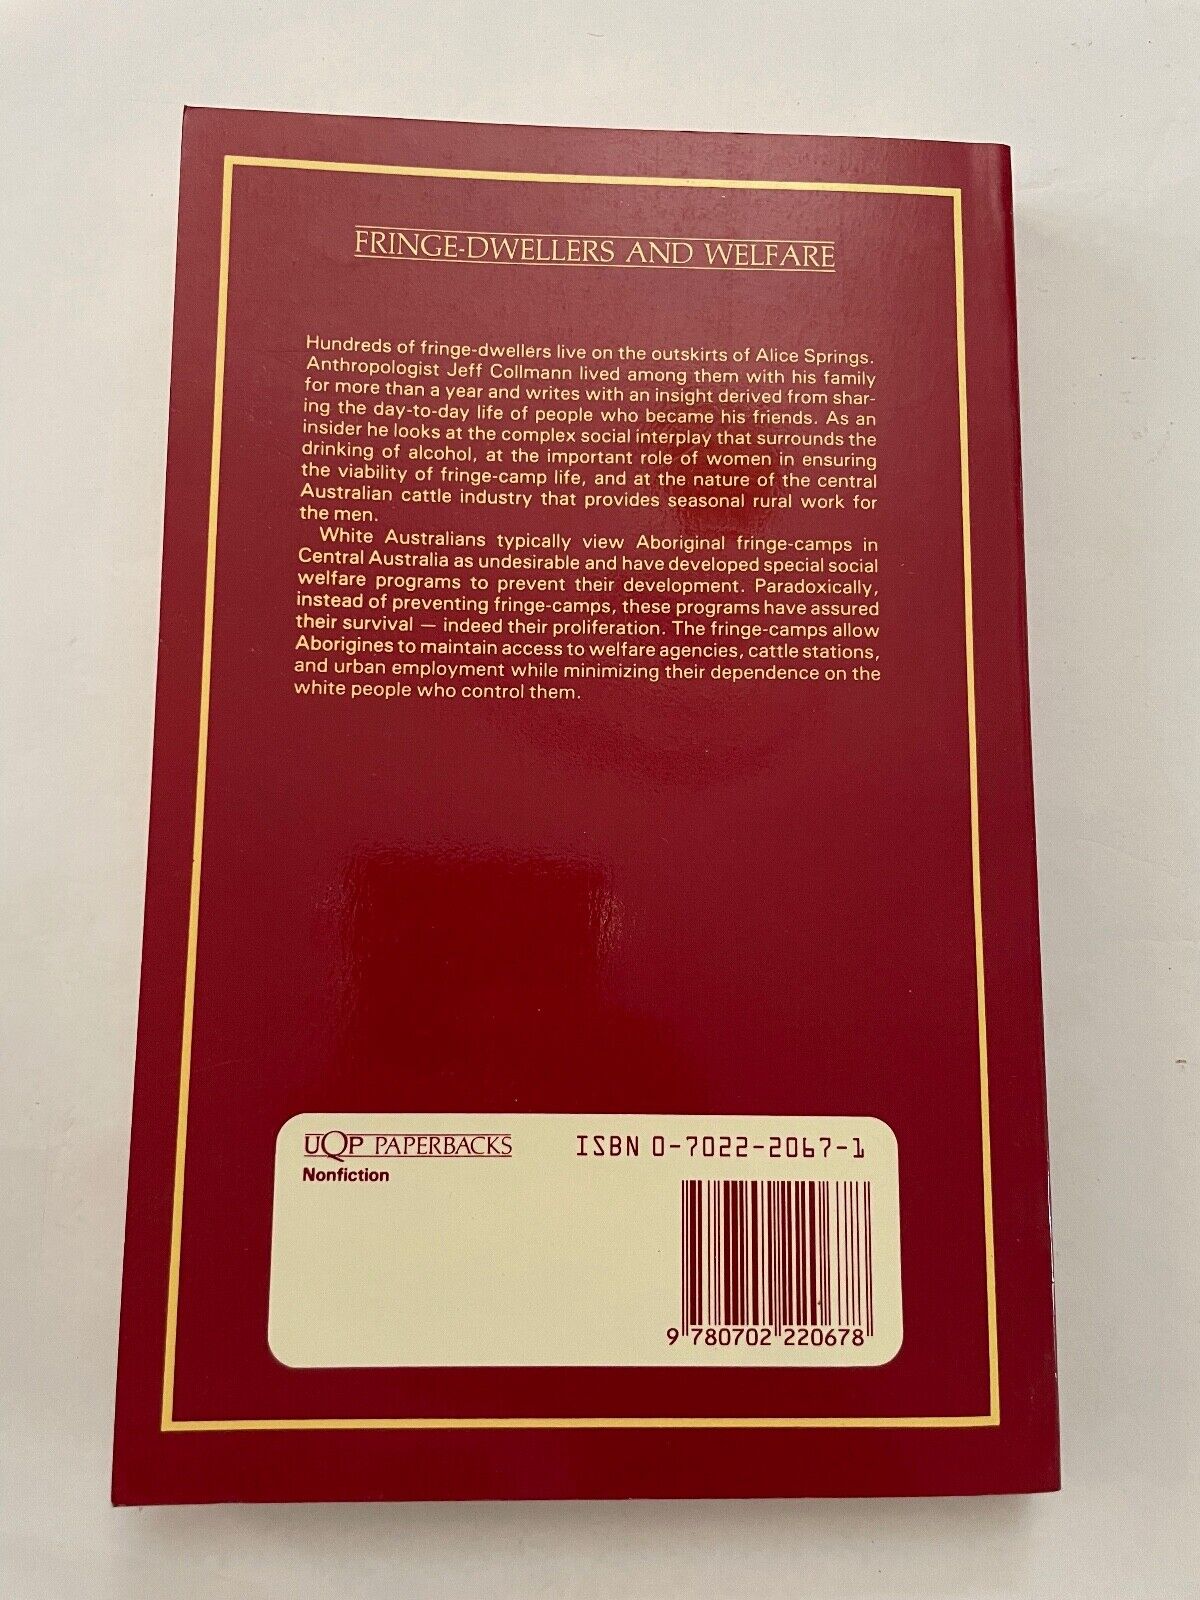 FRINGE-DWELLERS AND WELFARE
Hundreds of fringe-dwellers live on the outskirts of Alice Springs.
Anthropologist Jeff Collmann lived among them with his family
for more than a year and writes with an insight derived from shar-
ing the day-to-day life of people who became his friends. As an
insider he looks at the complex social interplay that surrounds the
drinking of alcohol, at the important role of women in ensuring
the viability of fringe-camp life, and at the nature of the central
Australian cattle industry that provides seasonal rural work for
the men.
White Australians typically view Aboriginal fringe-camps in
Central Australia as undesirable and have developed special social
welfare programs to prevent their development. Paradoxically,
instead of preventing fringe-camps, these programs have assured
their survival — indeed their proliferation. The fringe-camps allow
Aborigines to maintain access to welfare agencies, cattle stations,
and urban employment while minimizing their dependence on the
white people who control them.
UQP PAPERBACKS
Nonfiction
ISBN 0-7022-2067-1
9 780702 220678